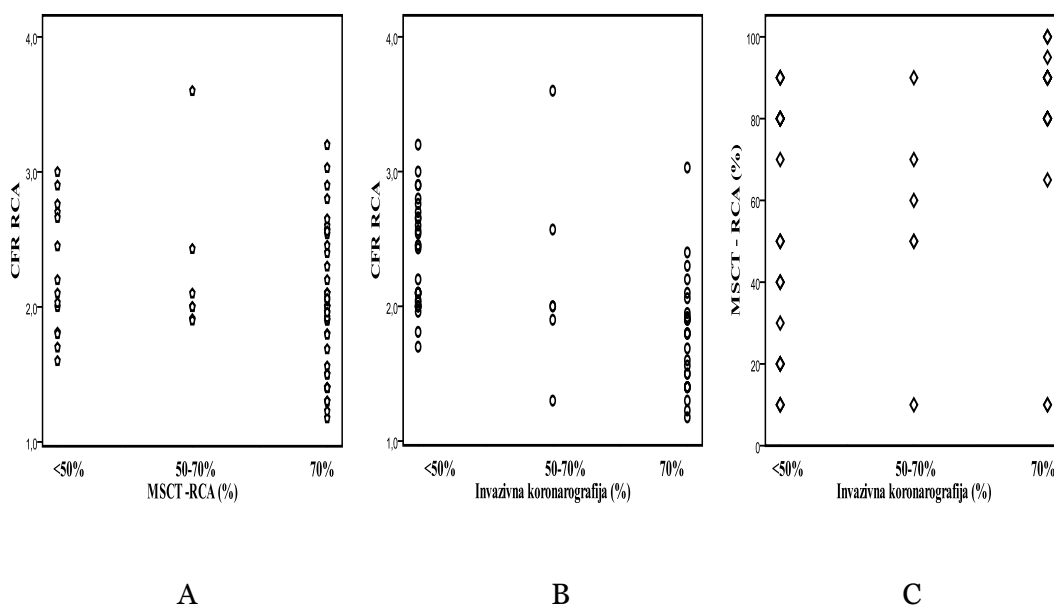 4,0
3,0
2,0
1,0
CFR RCA
<50%
50-70%
70%
MSCT -RCA (%)
4,0
3,0
2,0
1,0
CFR RCA
<50%
50-70%
70%
Invazivna koronarografija (%)
100
80
60
40
20
0
MSCT - RCA (%)
<50%
50-70%
70%
Invazivna koronarografija (%)
A
B
C